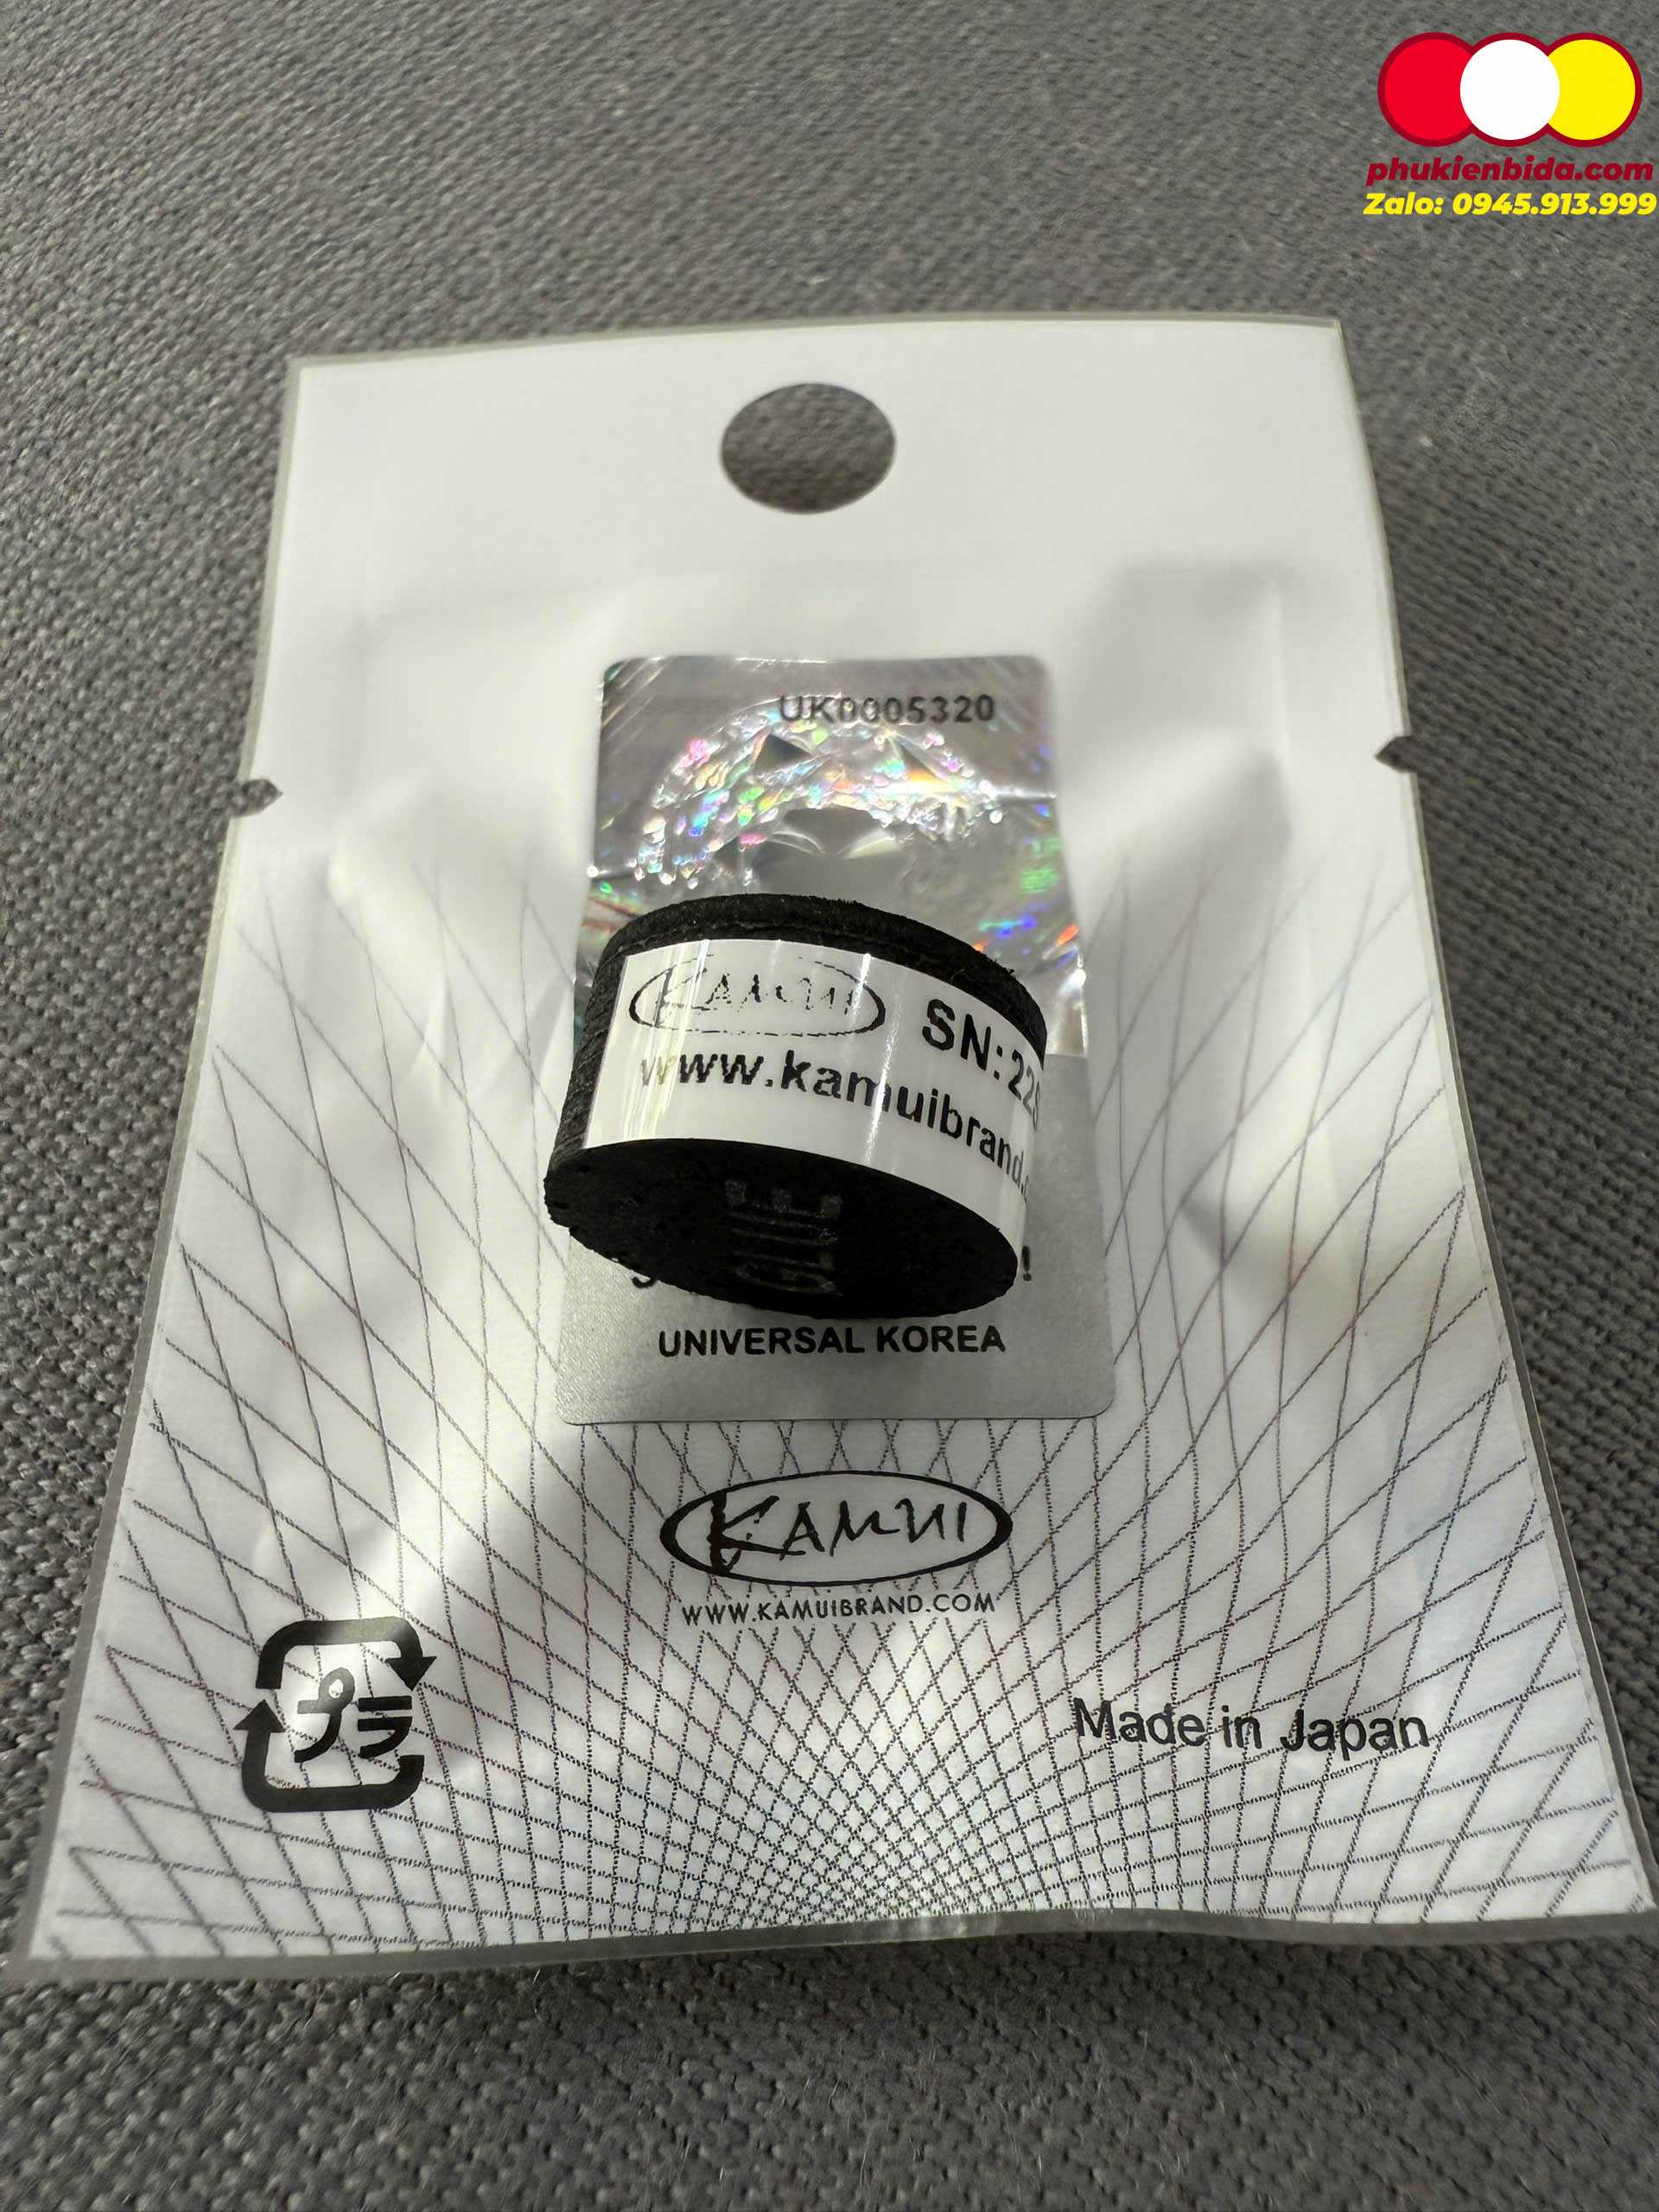 phukienbida.com
Zalo: 0945.913.999
UK0005320
KAMUI
SN: 22
www.kamuibrand.
GLUE
!
UNIVERSAL KOREA
KAMUI
WWW.KAMUIBRAND.COM
プラ
Made in Japan